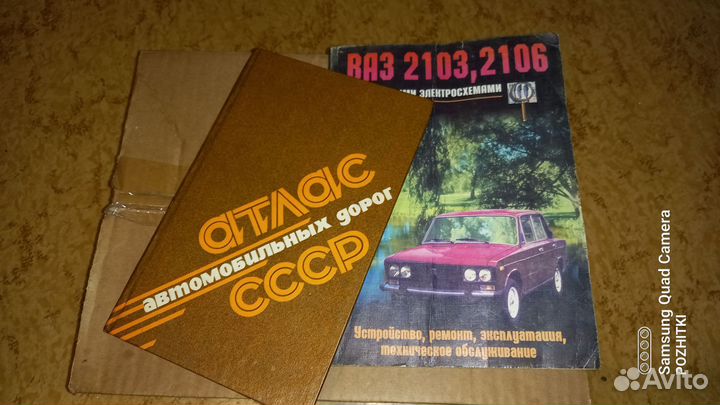 атлас
автомобильных дорог
СССР
ВАЗ 2103, 2106
ЭЛЕКТРОСХЕМАМИ
Устройство, ремонт, эксплуатация,
техническое обслуживание
Samsung Quad Camera
POZHITKI
Avito